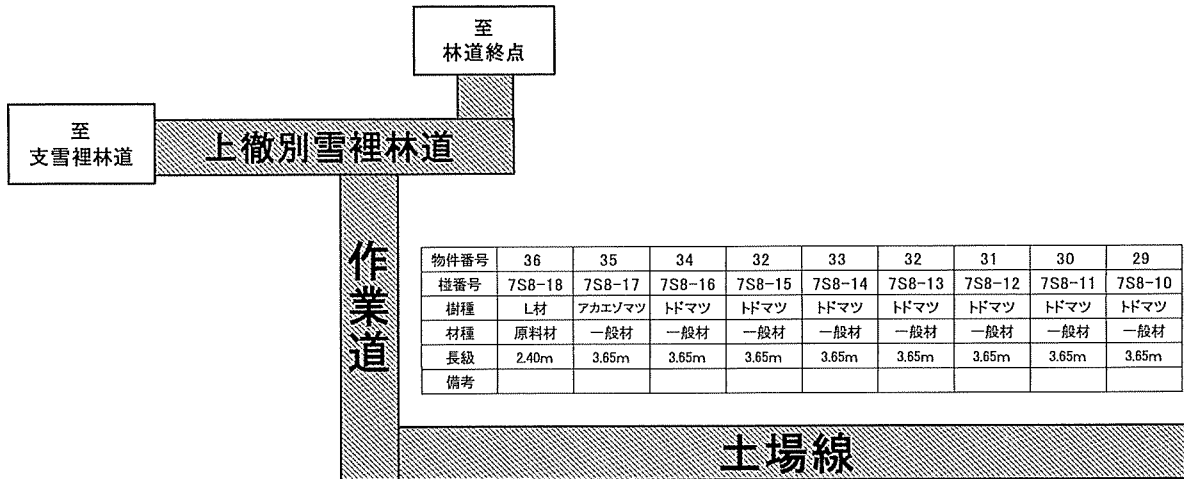 至
林道終点
至
支雪裡林道
上徹別雪裡林道
作業道
物件番号 36 35 34 32 33 32 31 30 29
椪番号 7S8-18 7S8-17 7S8-16 7S8-15 7S8-14 7S8-13 7S8-12 7S8-11 7S8-10
樹種 L材 アカエゾマツ トドマツ トドマツ トドマツ トドマツ トドマツ トドマツ トドマツ
材種 原料材 一般材 一般材 一般材 一般材 一般材 一般材 一般材 一般材
長級 2.40m 3.65m 3.65m 3.65m 3.65m 3.65m 3.65m 3.65m 3.65m
備考
土場線